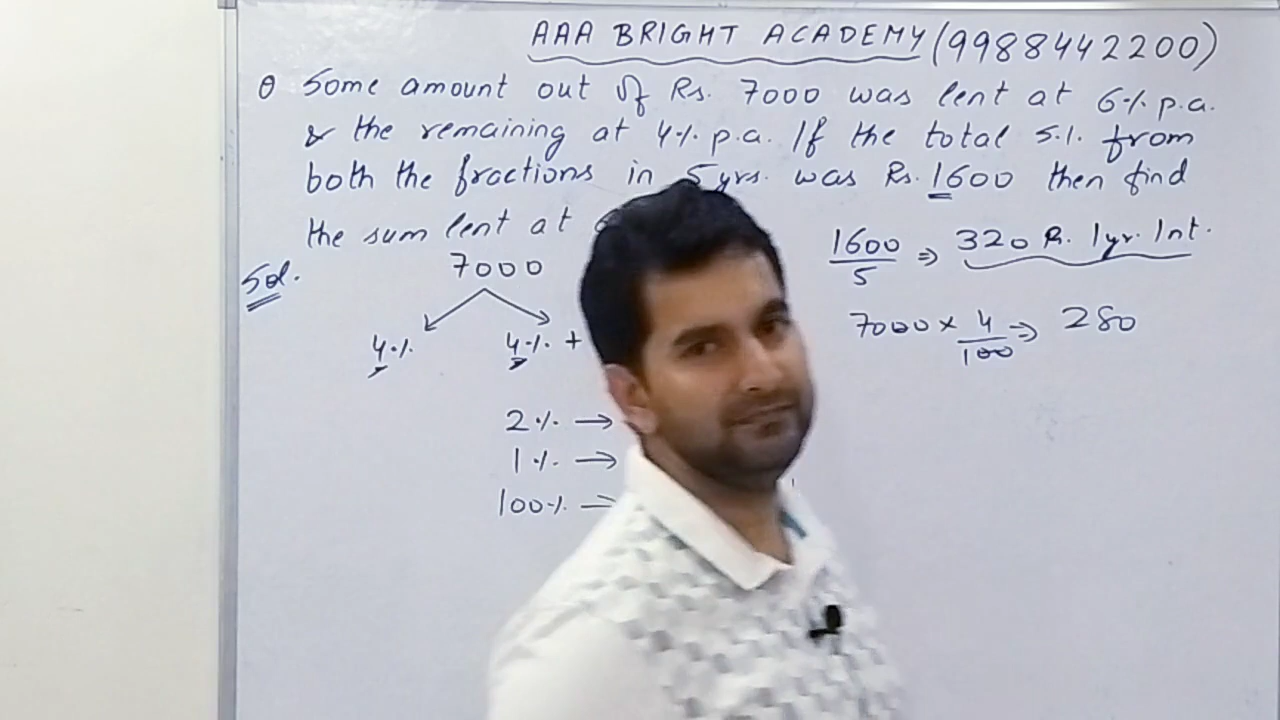 AAA BRIGHT ACADEMY (9988442200)
Q Some amount out of Rs. 7000 was lent at 6% p.a.
& the remaining at 4% p.a. If the total S.I. from
both the fractions in 5 yrs. was Rs. 1600 then find
the sum lent at
Sol.
7000
4% 4% +
2% →
1% →
100% →
1600/5 ⇒ 320 R. 1yr. Int.
7000 × 4/100 ⇒ 280